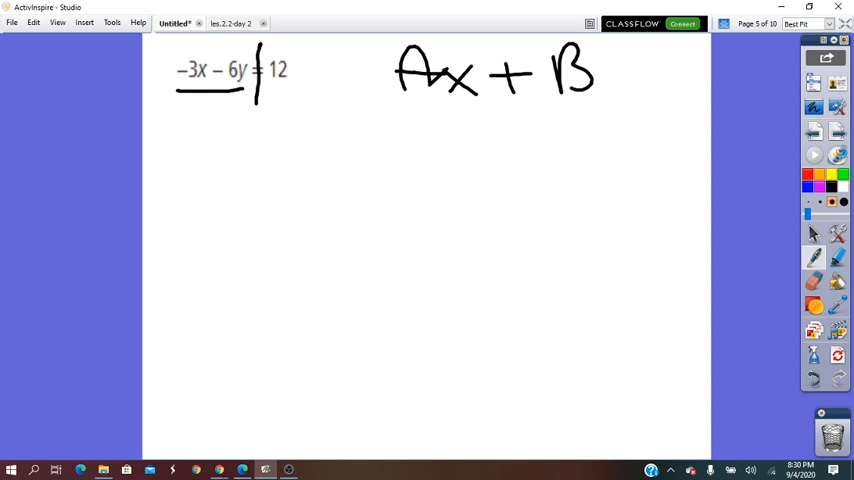 ActivInspire - Studio
File Edit View Insert Tools Help
Untitled* les.2.2-day 2
CLASSFLOW Connect
Page 5 of 10 Best Fit
−3x − 6y = 12
Ax + B
8:30 PM
9/4/2020